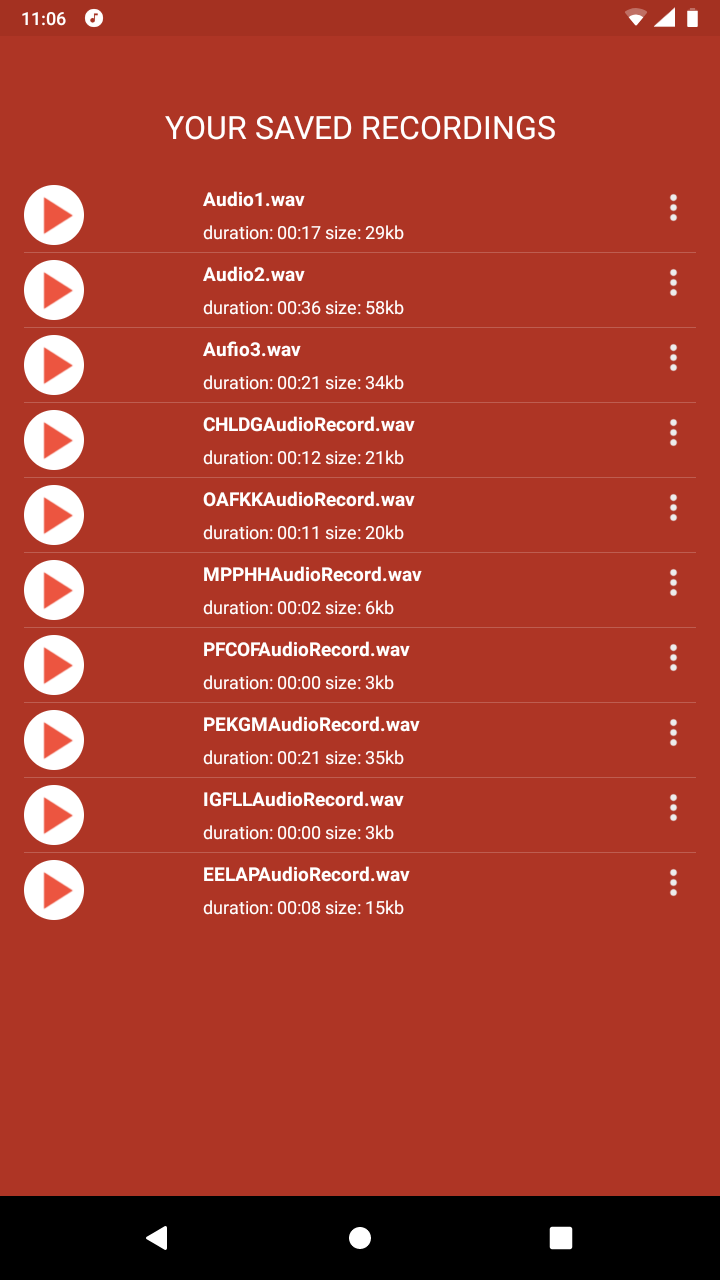 11:06
YOUR SAVED RECORDINGS
Audio1.wav
duration: 00:17 size: 29kb
Audio2.wav
duration: 00:36 size: 58kb
Aufio3.wav
duration: 00:21 size: 34kb
CHLDGAudioRecord.wav
duration: 00:12 size: 21kb
OAFKKAudioRecord.wav
duration: 00:11 size: 20kb
MPPHHAudioRecord.wav
duration: 00:02 size: 6kb
PFCOFAudioRecord.wav
duration: 00:00 size: 3kb
PEKGMAudioRecord.wav
duration: 00:21 size: 35kb
IGFLLAudioRecord.wav
duration: 00:00 size: 3kb
EELAPAudioRecord.wav
duration: 00:08 size: 15kb